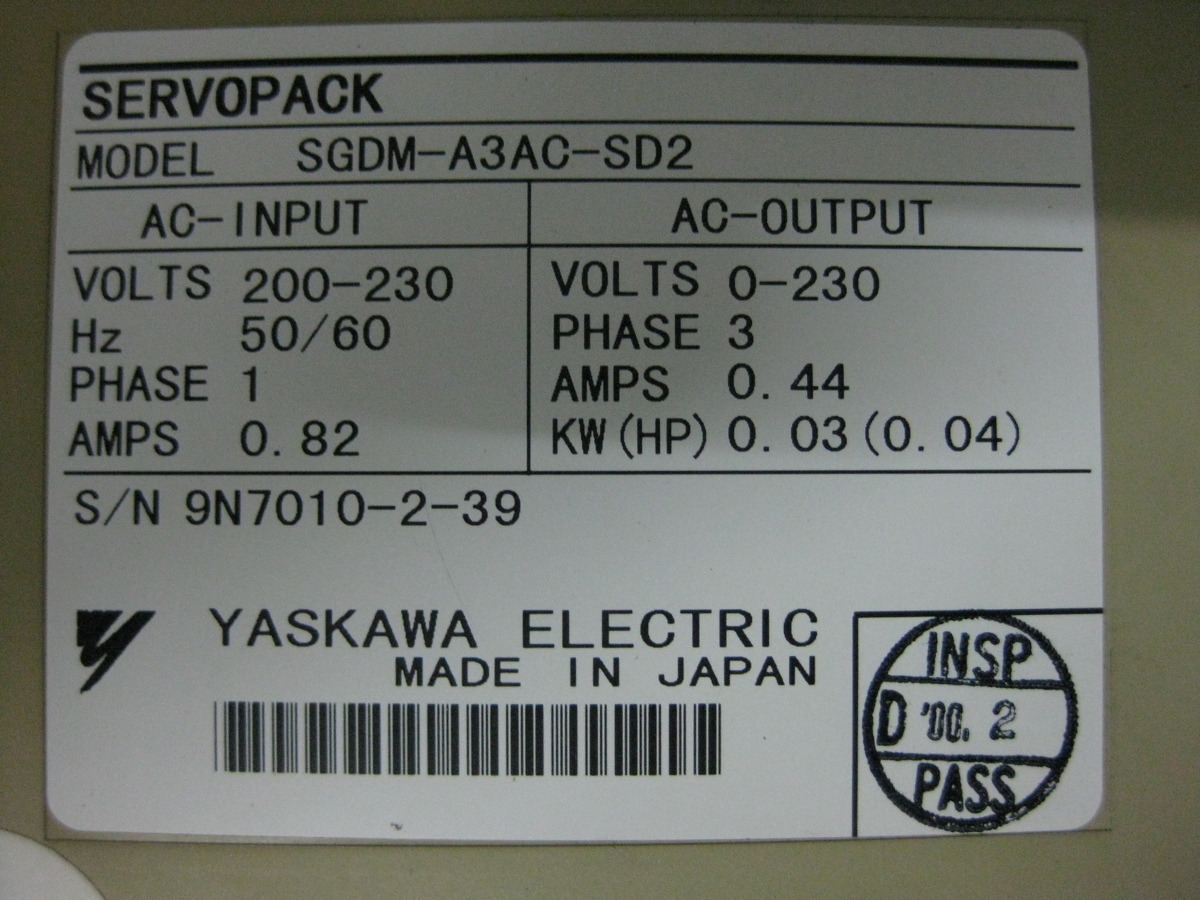 SERVOPACK
MODEL SGDM-A3AC-SD2
AC-INPUT AC-OUTPUT
VOLTS 200-230 VOLTS 0-230
Hz 50/60 PHASE 3
PHASE 1 AMPS 0.44
AMPS 0.82 KW(HP) 0.03(0.04)
S/N 9N7010-2-39
YASKAWA ELECTRIC
MADE IN JAPAN
INSP
D '00. 2
PASS